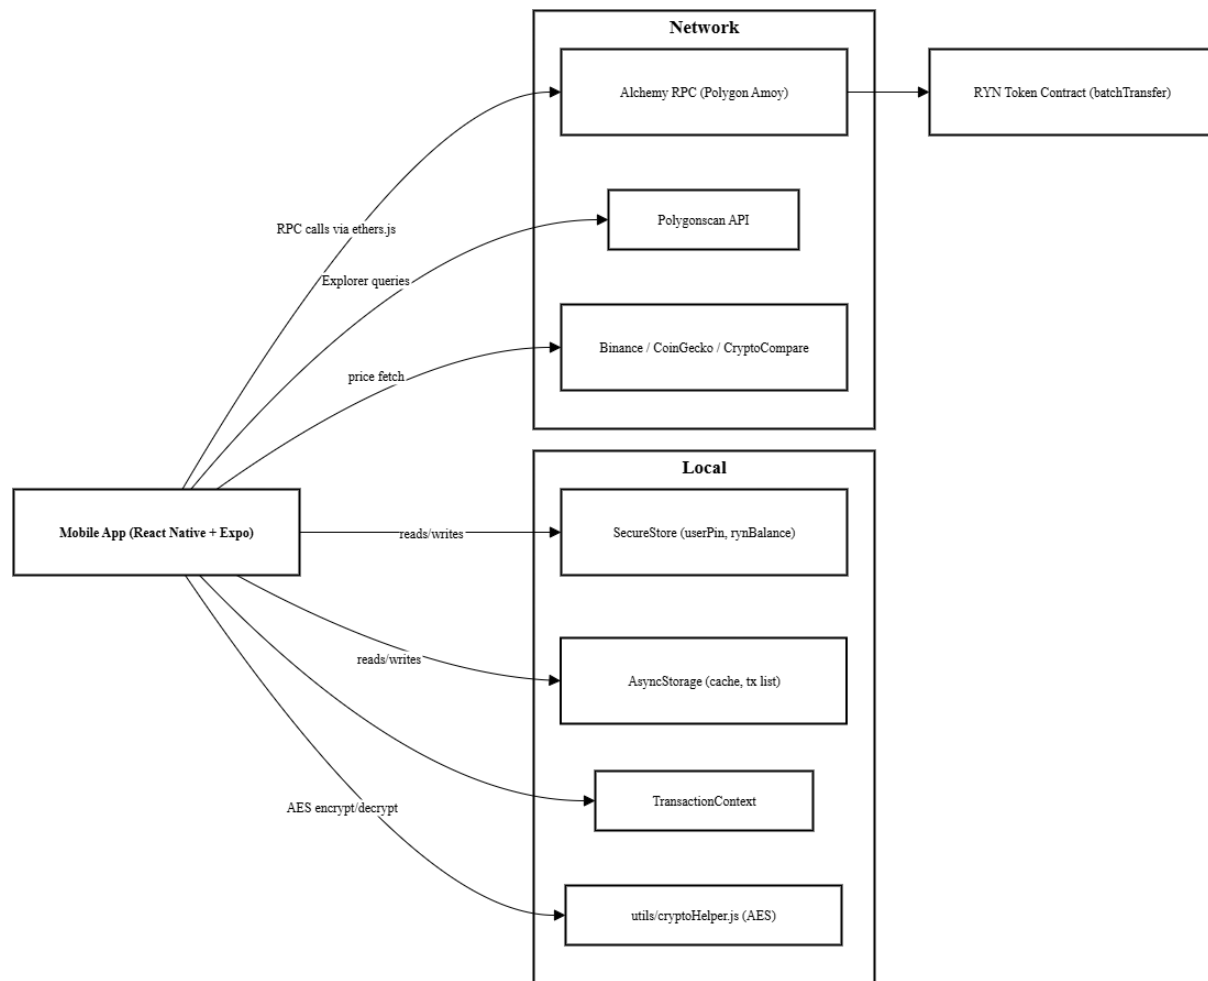 Network
Alchemy RPC (Polygon Amoy)
RYN Token Contract (batchTransfer)
RPC calls via ethers.js
Polygonscan API
Explorer queries
Binance / CoinGecko / CryptoCompare
price fetch
Local
Mobile App (React Native + Expo)
reads/writes
SecureStore (userPin, rynBalance)
reads/writes
AsyncStorage (cache, tx list)
TransactionContext
AES encrypt/decrypt
utils/cryptoHelper.js (AES)